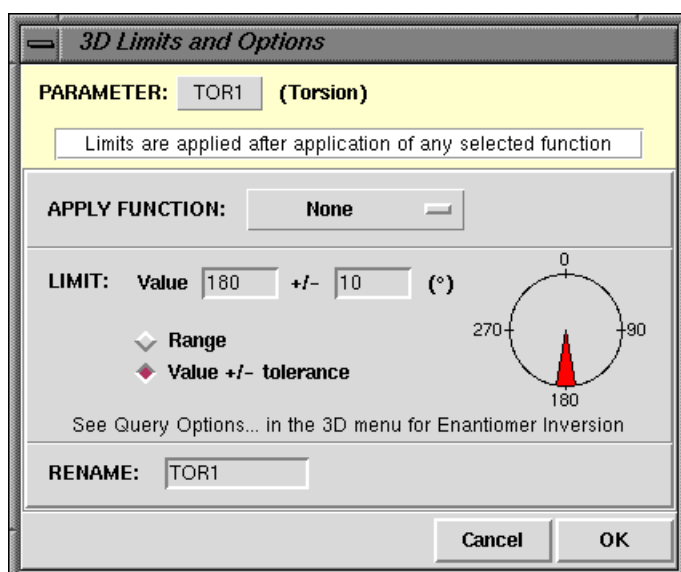 3D Limits and Options
PARAMETER: TOR1 (Torsion)
Limits are applied after application of any selected function
APPLY FUNCTION: None
LIMIT: Value 180 +/- 10 (°)
0
270 90
180
Range
Value +/- tolerance
See Query Options... in the 3D menu for Enantiomer Inversion
RENAME: TOR1
Cancel OK